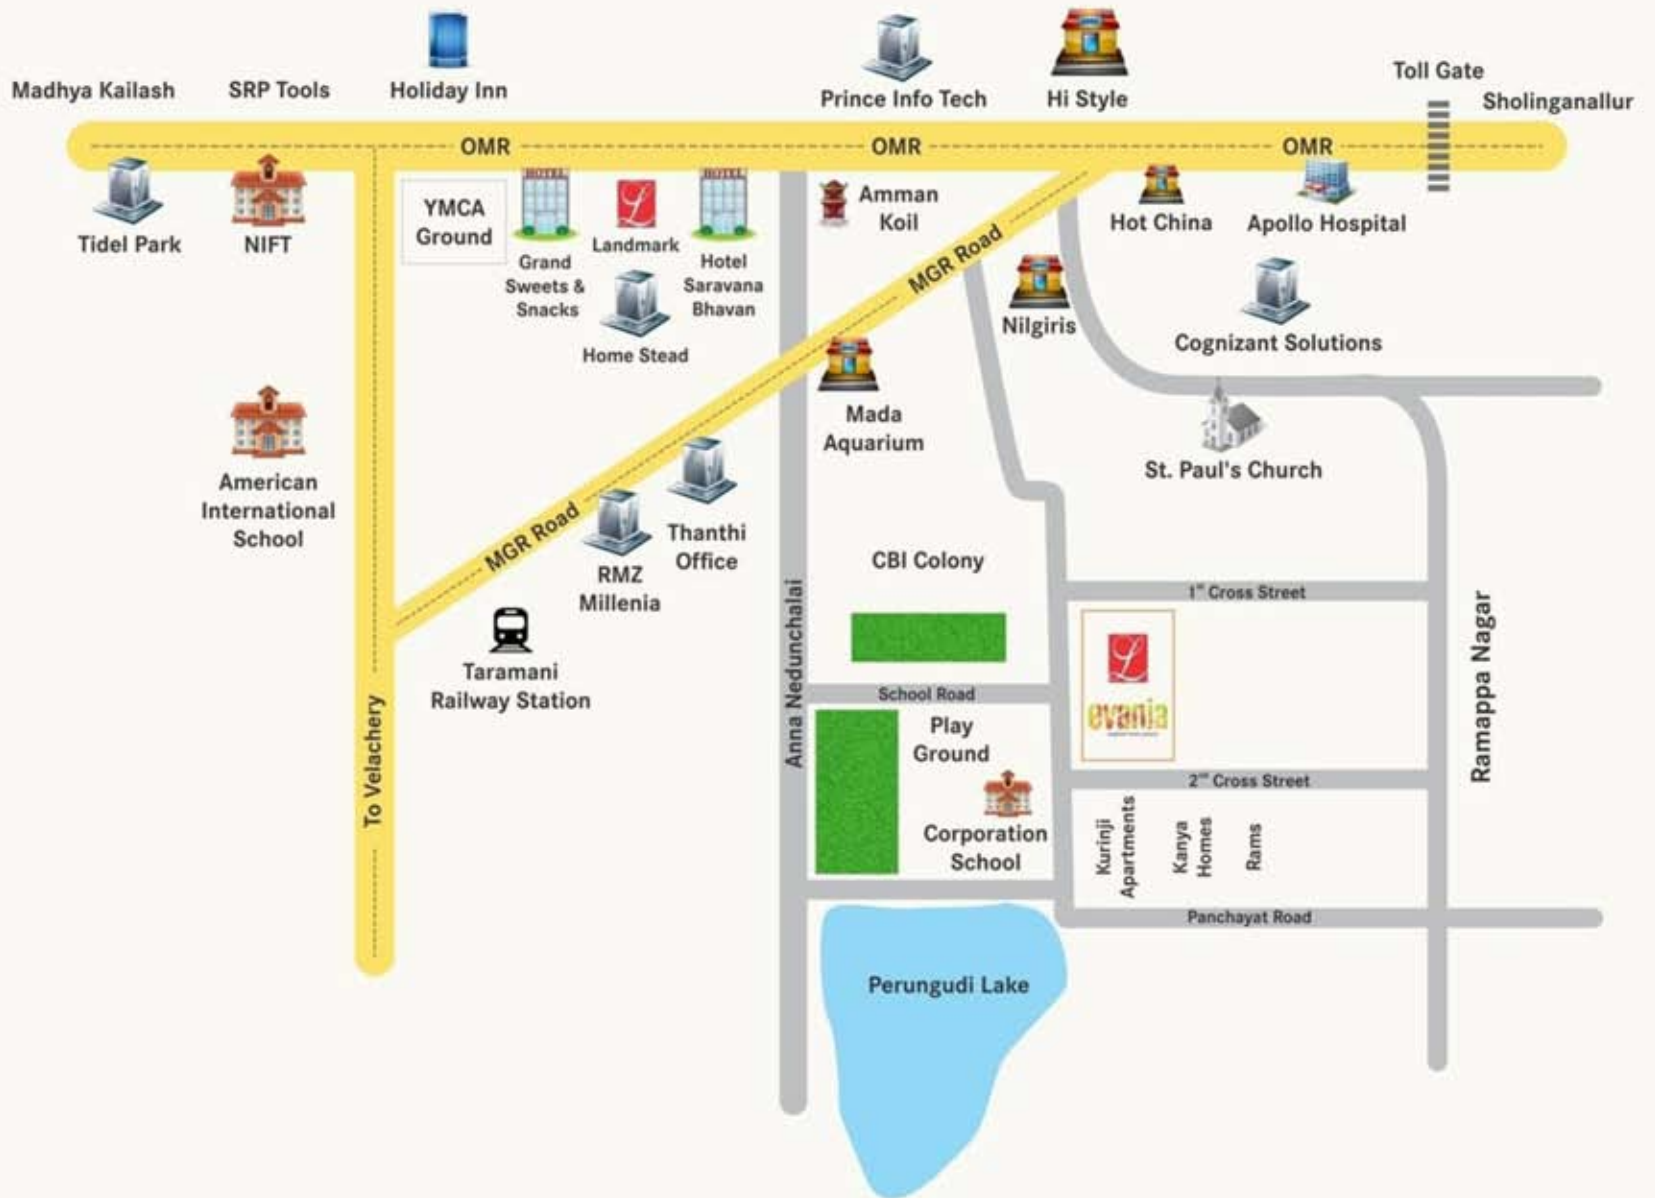 Madhya Kailash
SRP Tools
Holiday Inn
Prince Info Tech
Hi Style
Toll Gate
Sholinganallur
OMR
OMR
OMR
Tidel Park
NIFT
YMCA
Ground
HOTEL
Grand
Sweets &
Snacks
L
Landmark
Home Stead
HOTEL
Hotel
Saravana
Bhavan
Amman
Koil
MGR Road
Hot China
Apollo Hospital
Nilgiris
Cognizant Solutions
Mada
Aquarium
St. Paul's Church
American
International
School
MGR Road
Thanthi
Office
RMZ
Millenia
Taramani
Railway Station
CBI Colony
1st Cross Street
Anna Nedunchalai
To Velachery
School Road
L
evania
Ramappa Nagar
Play
Ground
2nd Cross Street
Corporation
School
Kurinji
Apartments
Kanya
Homes
Rams
Panchayat Road
Perungudi Lake